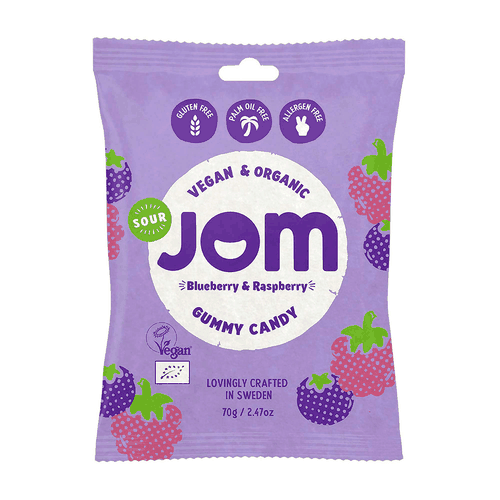 GLUTEN FREE
PALM OIL FREE
ALLERGEN FREE
VEGAN & ORGANIC
SOUR
JOM
Blueberry & Raspberry
GUMMY CANDY
Vegan
LOVINGLY CRAFTED
IN SWEDEN
70g / 2.47oz